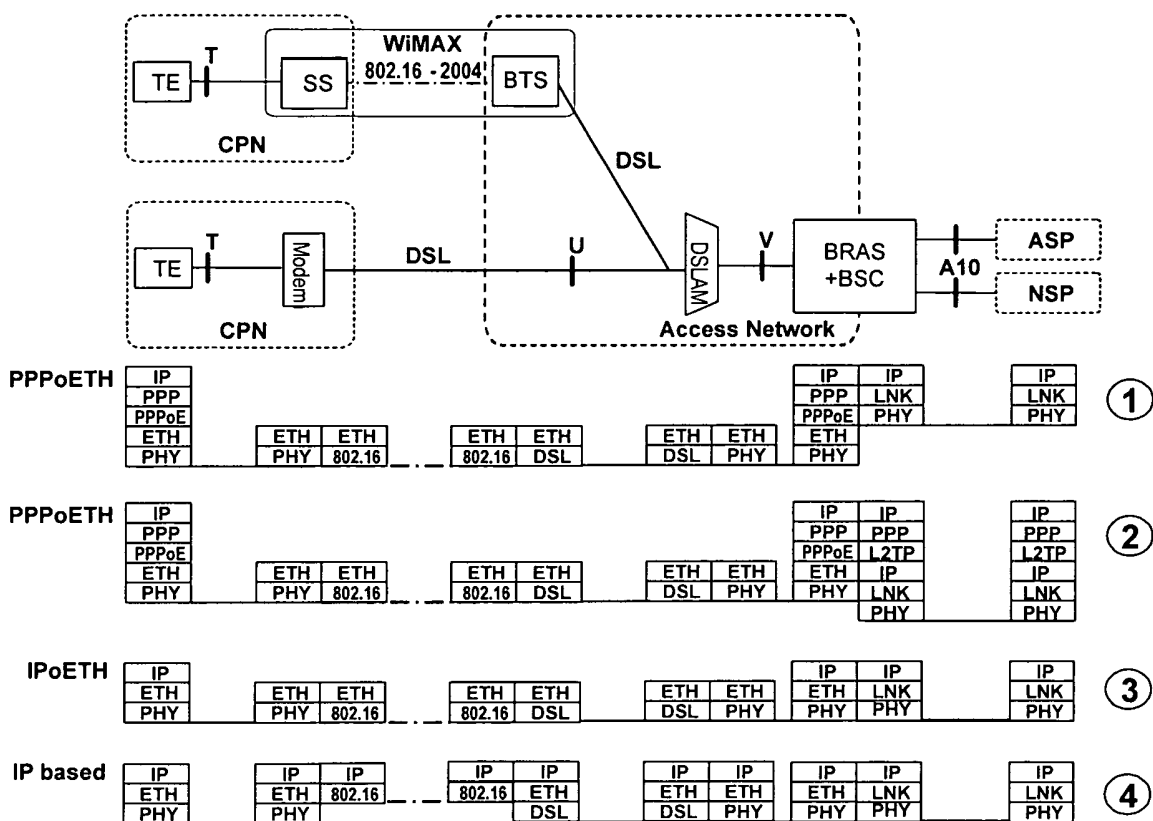 WiMAX
T
802.16 - 2004
TE
SS
BTS
CPN
DSL
T
U
V
TE
Modem
DSL
DSLAM
BRAS
+BSC
A10
ASP
NSP
CPN
Access Network
PPPoETH
IP IP IP IP
PPP PPP LNK LNK
PPPoE PPPoE PHY PHY
ETH ETH ETH ETH ETH ETH ETH ETH
PHY PHY 802.16 802.16 DSL DSL PHY PHY
1
PPPoETH
IP IP IP IP
PPP PPP PPP PPP
PPPoE PPPoE L2TP L2TP
ETH ETH ETH ETH ETH ETH ETH ETH IP IP
PHY PHY 802.16 802.16 DSL DSL PHY PHY LNK LNK
PHY PHY
2
IPoETH
IP IP IP IP
ETH ETH ETH ETH ETH ETH ETH ETH LNK LNK
PHY PHY 802.16 802.16 DSL DSL PHY PHY PHY PHY
3
IP based
IP IP IP IP IP IP IP IP IP IP
ETH ETH 802.16 802.16 ETH ETH ETH ETH LNK LNK
PHY PHY DSL DSL PHY PHY PHY PHY
4